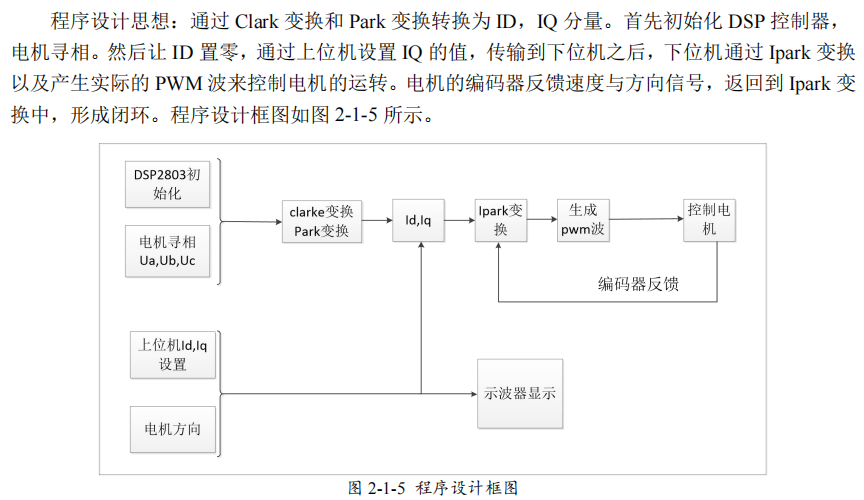 程序设计思想：通过 Clark 变换和 Park 变换转换为 ID，IQ 分量。首先初始化 DSP 控制器，
电机寻相。然后让 ID 置零，通过上位机设置 IQ 的值，传输到下位机之后，下位机通过 Ipark 变换
以及产生实际的 PWM 波来控制电机的运转。电机的编码器反馈速度与方向信号，返回到 Ipark 变
换中，形成闭环。程序设计框图如图 2-1-5 所示。
DSP2803初
始化
电机寻相
Ua,Ub,Uc
clarke变换
Park变换
Id,Iq
Ipark变
换
生成
pwm波
控制电
机
编码器反馈
上位机Id,Iq
设置
电机方向
示波器显示
图 2-1-5 程序设计框图